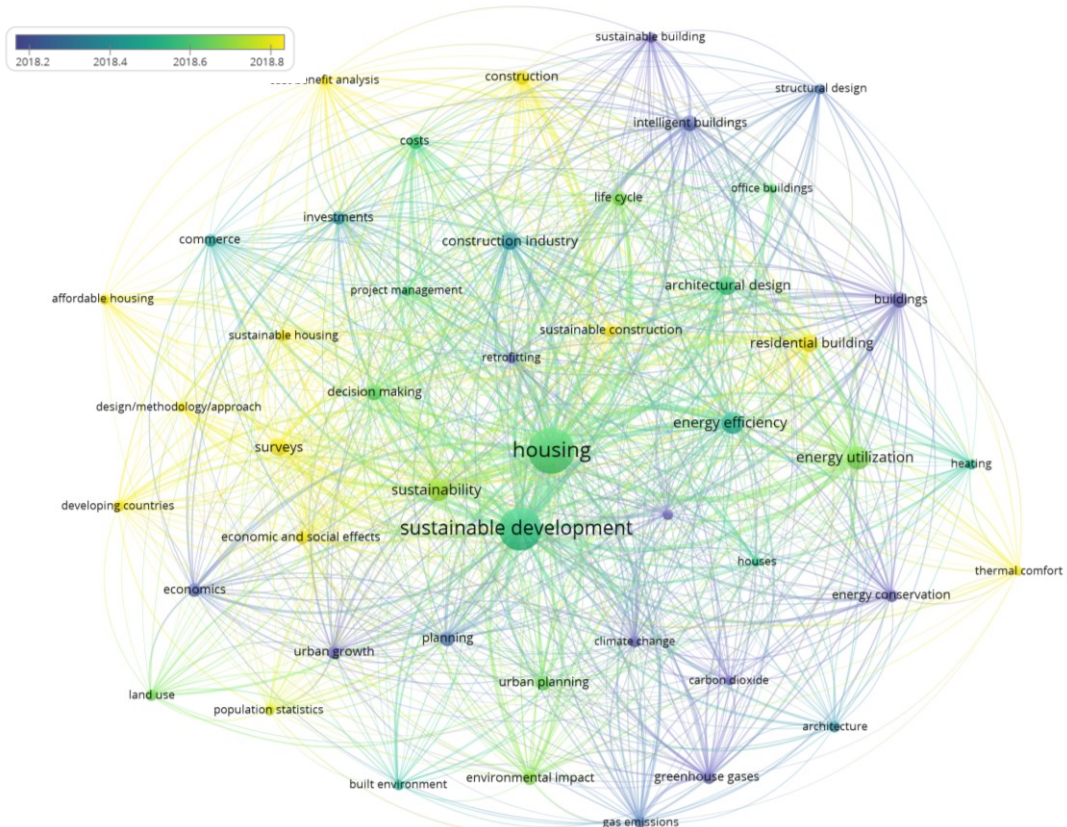 sustainable building
2018.2 2018.4 2018.6 2018.8
benefit analysis
construction
structural design
intelligent buildings
costs
life cycle
office buildings
investments
commerce
construction industry
architectural design
project management
affordable housing
buildings
sustainable housing
sustainable construction
residential building
retrofitting
decision making
design/methodology/approach
energy efficiency
surveys
housing
energy utilization
heating
sustainability
developing countries
sustainable development
economic and social effects
houses
thermal comfort
economics
energy conservation
planning
climate change
urban growth
carbon dioxide
urban planning
land use
population statistics
architecture
environmental impact
greenhouse gases
built environment
gas emissions